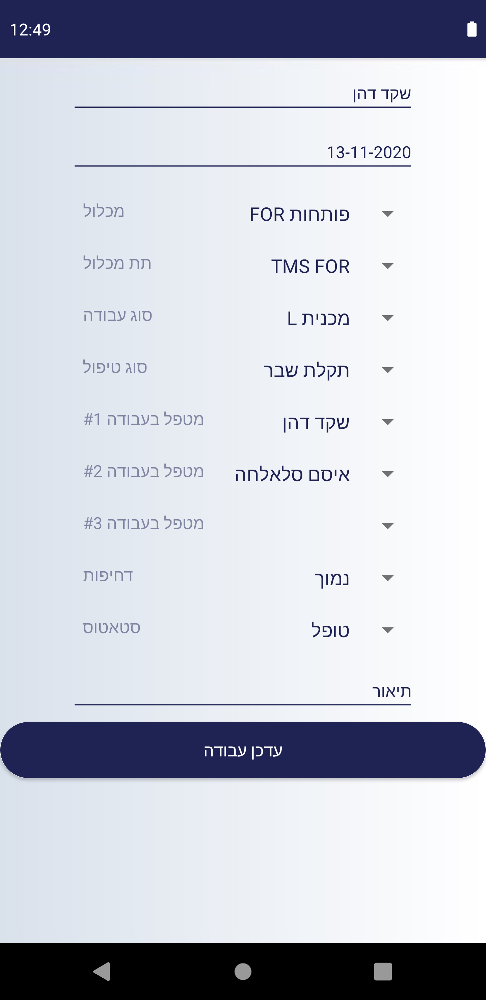 12:49
שקד דהן
13-11-2020
פותחות FOR
מכלול
TMS FOR
תת מכלול
מכנית L
סוג עבודה
תקלת שבר
סוג טיפול
שקד דהן
מטפל בעבודה #1
איסם סלאלחה
מטפל בעבודה #2
מטפל בעבודה #3
נמוך
דחיפות
טופל
סטאטוס
תיאור
עדכן עבודה